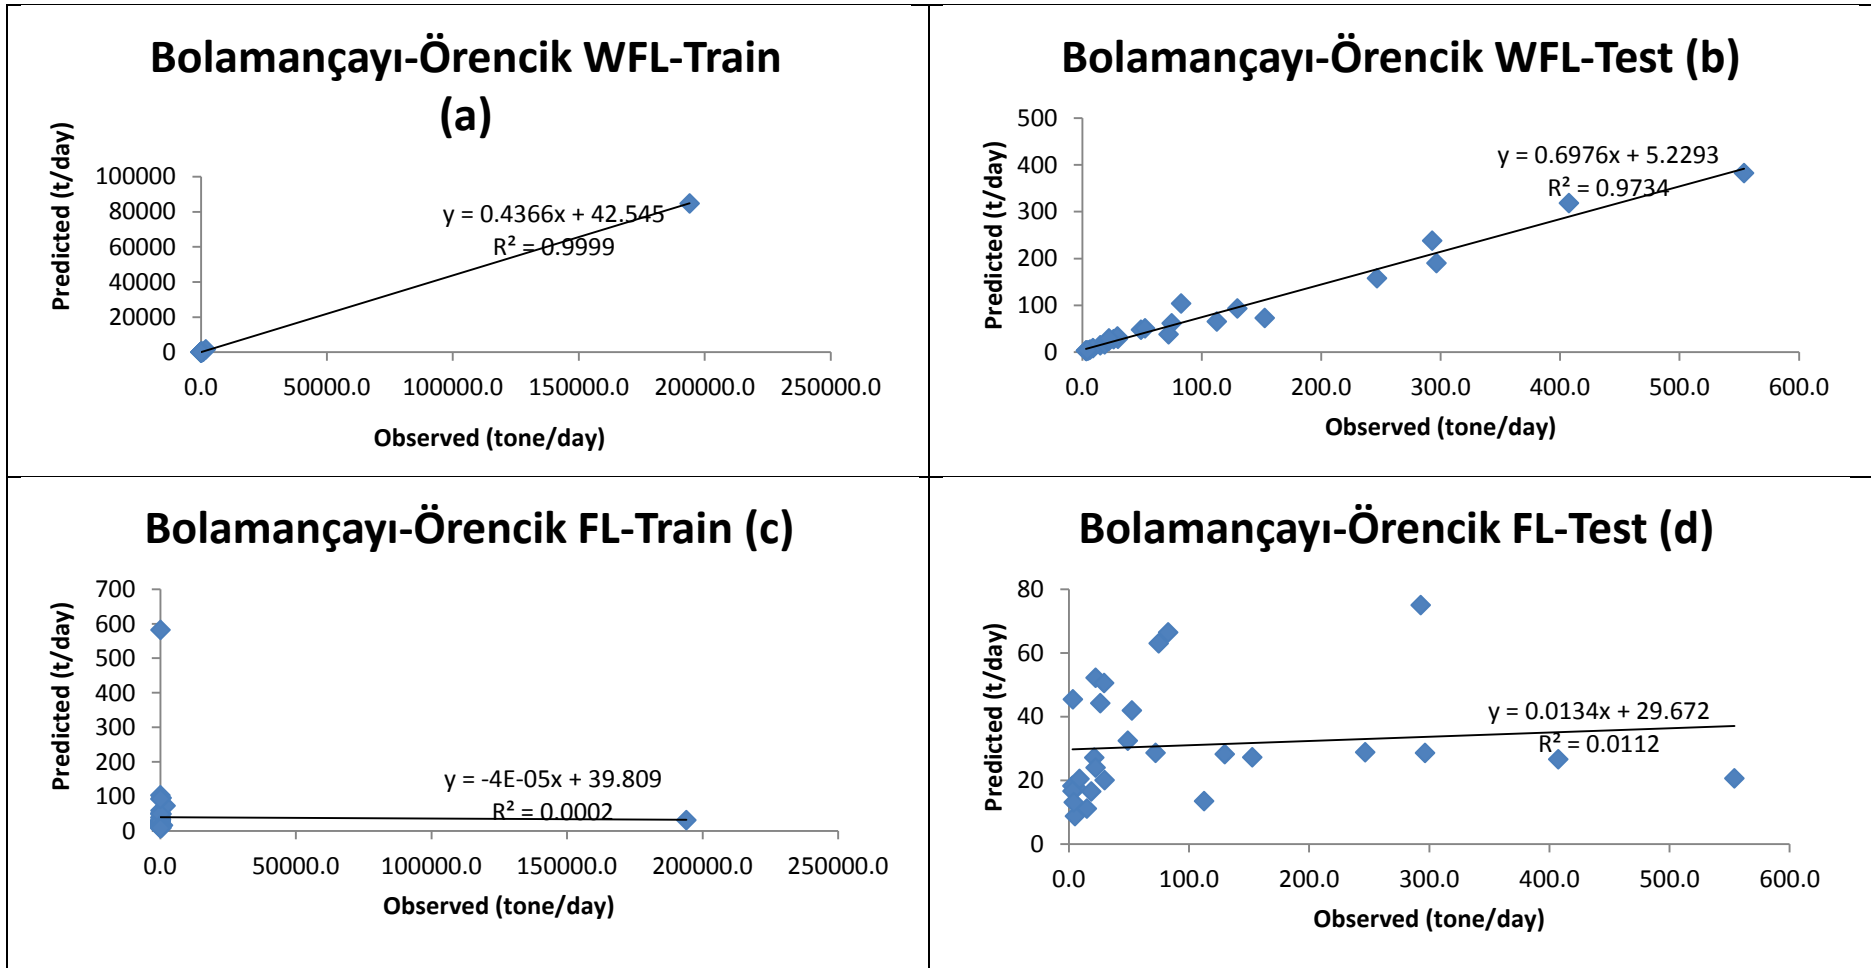 Bolamançayı-Örencik WFL-Train
(a)
Predicted (t/day)
100000
80000
60000
40000
20000
0
y = 0.4366x + 42.545
R² = 0.9999
0.0 50000.0 100000.0 150000.0 200000.0 250000.0
Observed (tone/day)
Bolamançayı-Örencik WFL-Test (b)
Predicted (t/day)
500
400
300
200
100
0
y = 0.6976x + 5.2293
R² = 0.9734
0.0 100.0 200.0 300.0 400.0 500.0 600.0
Observed (tone/day)
Bolamançayı-Örencik FL-Train (c)
Predicted (t/day)
700
600
500
400
300
200
100
0
y = -4E-05x + 39.809
R² = 0.0002
0.0 50000.0 100000.0 150000.0 200000.0 250000.0
Observed (tone/day)
Bolamançayı-Örencik FL-Test (d)
Predicted (t/day)
80
60
40
20
0
y = 0.0134x + 29.672
R² = 0.0112
0.0 100.0 200.0 300.0 400.0 500.0 600.0
Observed (tone/day)